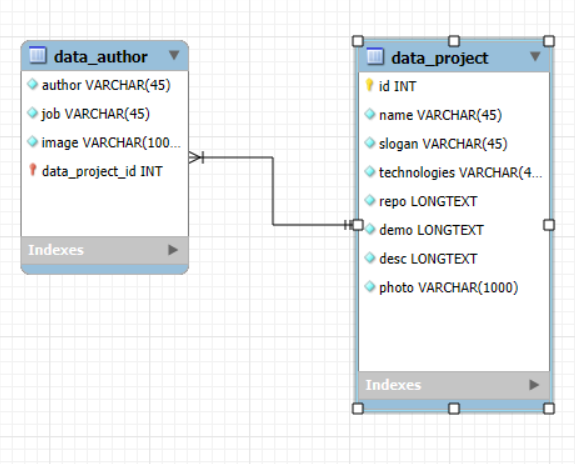 data_author
author VARCHAR(45)
job VARCHAR(45)
image VARCHAR(100...
data_project_id INT
Indexes
data_project
id INT
name VARCHAR(45)
slogan VARCHAR(45)
technologies VARCHAR(4...
repo LONGTEXT
demo LONGTEXT
desc LONGTEXT
photo VARCHAR(1000)
Indexes